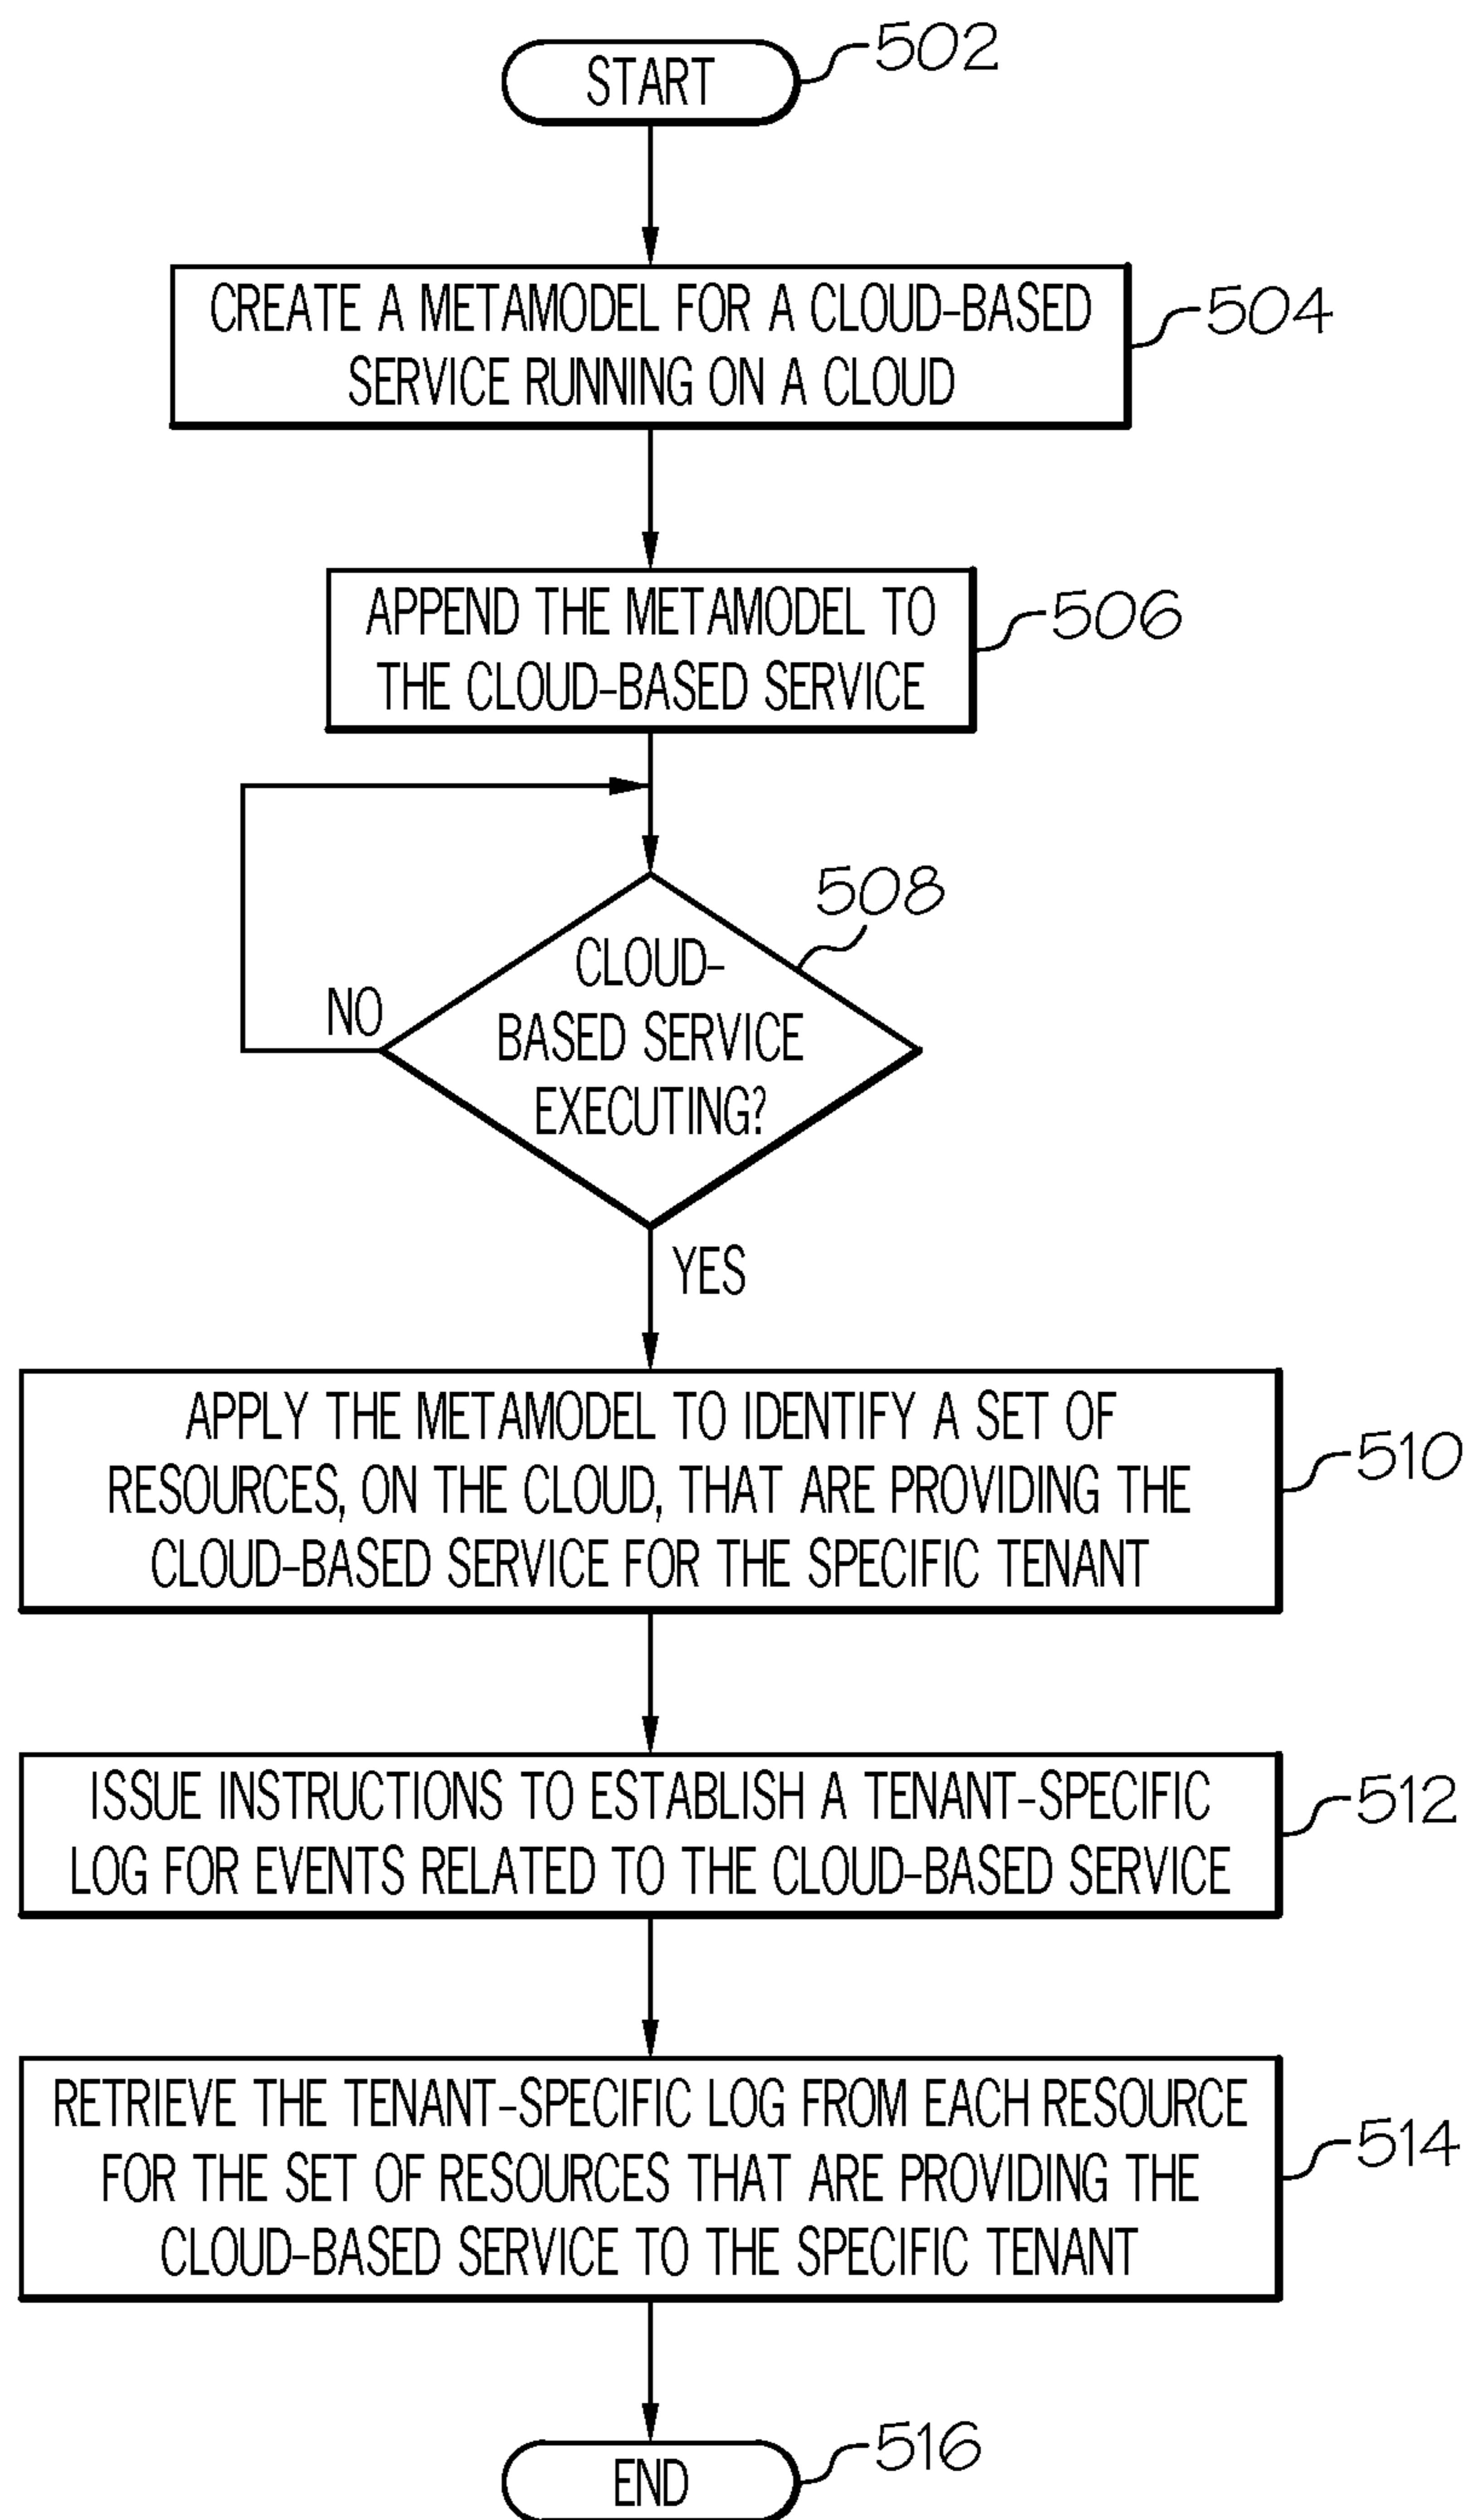 START
502
CREATE A METAMODEL FOR A CLOUD-BASED
SERVICE RUNNING ON A CLOUD
504
APPEND THE METAMODEL TO
THE CLOUD-BASED SERVICE
506
508
CLOUD-
BASED SERVICE
EXECUTING?
NO
YES
APPLY THE METAMODEL TO IDENTIFY A SET OF
RESOURCES, ON THE CLOUD, THAT ARE PROVIDING THE
CLOUD-BASED SERVICE FOR THE SPECIFIC TENANT
510
ISSUE INSTRUCTIONS TO ESTABLISH A TENANT-SPECIFIC
LOG FOR EVENTS RELATED TO THE CLOUD-BASED SERVICE
512
RETRIEVE THE TENANT-SPECIFIC LOG FROM EACH RESOURCE
FOR THE SET OF RESOURCES THAT ARE PROVIDING THE
CLOUD-BASED SERVICE TO THE SPECIFIC TENANT
514
END
516